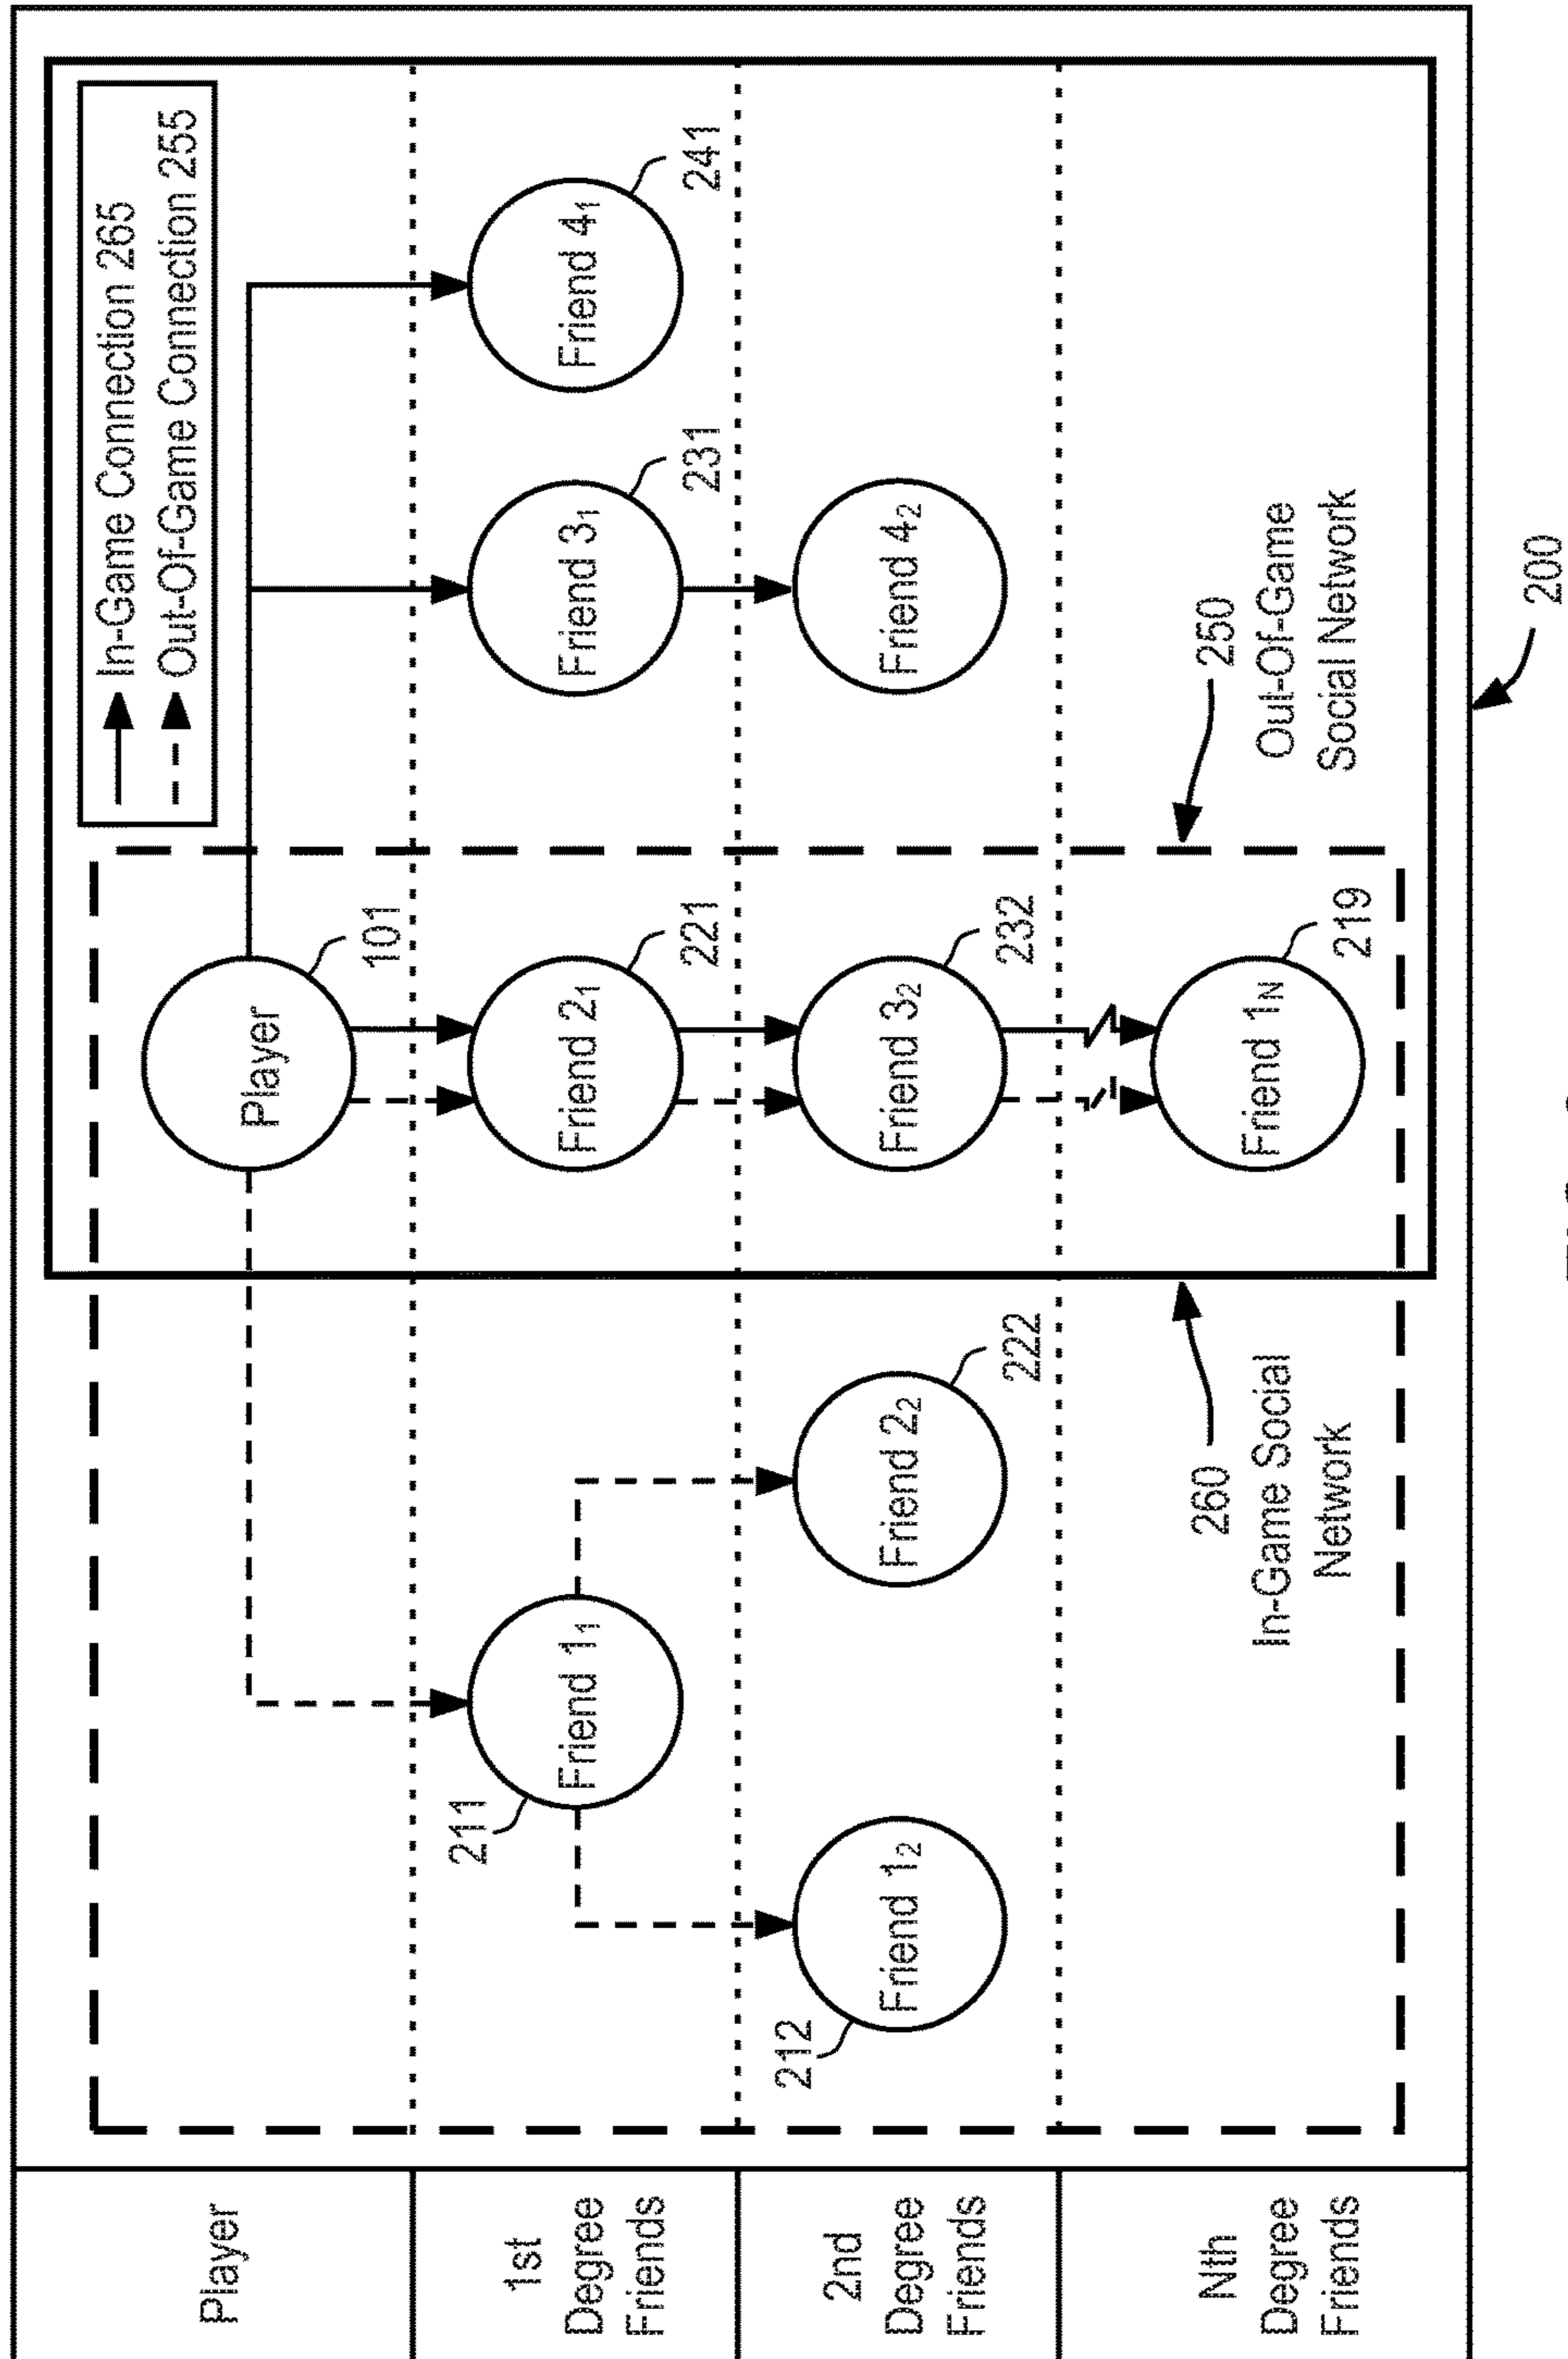 Player
1st
Degree
Friends
2nd
Degree
Friends
Nth
Degree
Friends
In-Game Connection 265
Out-Of-Game Connection 255
Player
101
Friend 1₁
211
Friend 2₁
221
Friend 3₁
231
Friend 4₁
241
Friend 1₂
212
Friend 2₂
222
Friend 3₂
232
Friend 4₂
Friend 1N
219
260
In-Game Social
Network
250
Out-Of-Game
Social Network
200